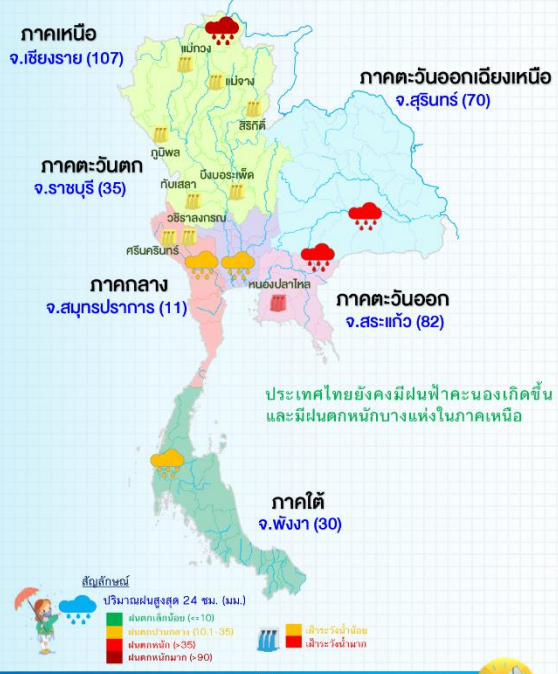 ภาคเหนือ
จ.เชียงราย (107)
แม่กวง
แม่จาง
สิริกิติ์
ภูมิพล
ภาคตะวันออกเฉียงเหนือ
จ.สุรินทร์ (70)
ภาคตะวันตก
จ.ราชบุรี (35)
บึงบอระเพ็ด
ทับเสลา
วชิราลงกรณ
ศรีนครินทร์
ภาคกลาง
จ.สมุทรปราการ (11)
หนองปลาไหล
ภาคตะวันออก
จ.สระแก้ว (82)
ประเทศไทยยังคงมีฝนฟ้าคะนองเกิดขึ้น
และมีฝนตกหนักบางแห่งในภาคเหนือ
ภาคใต้
จ.พังงา (30)
สัญลักษณ์
ปริมาณฝนสูงสุด 24 ชม. (มม.)
ฝนตกเล็กน้อย (<=10)
ฝนตกปานกลาง (10.1-35)
ฝนตกหนัก (>35)
ฝนตกหนักมาก (>90)
เฝ้าระวังน้ำน้อย
เฝ้าระวังน้ำมาก